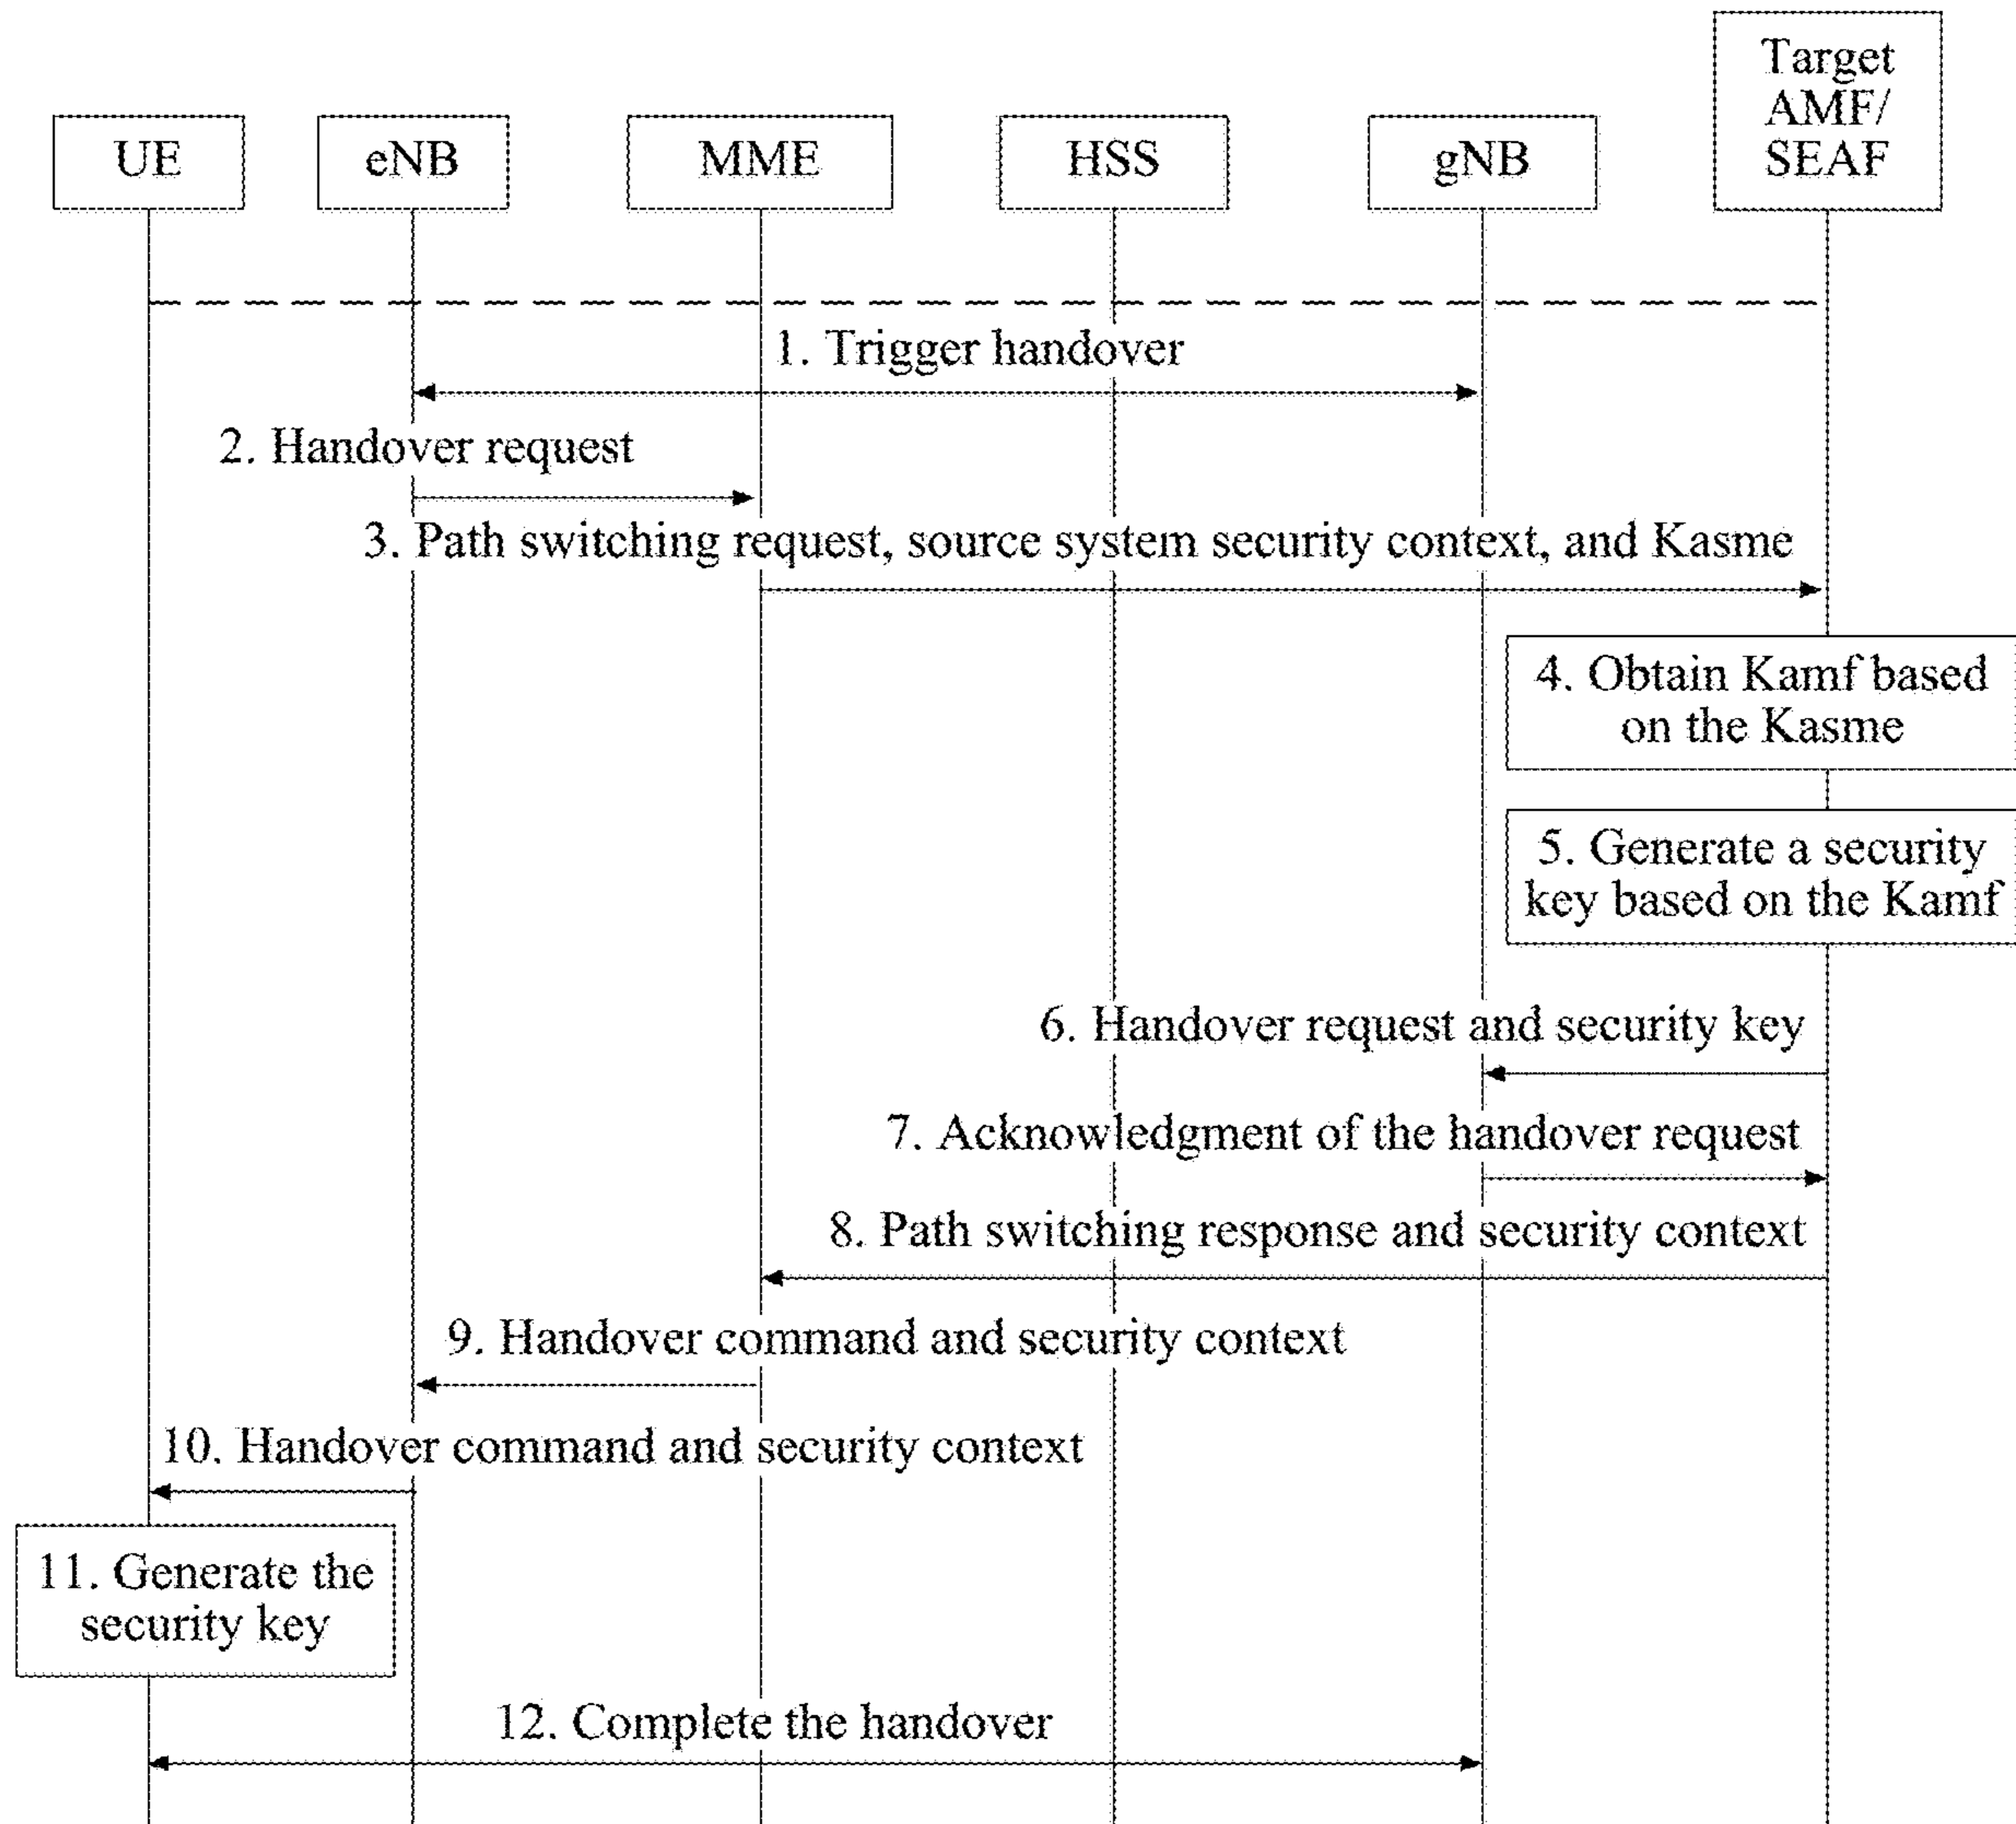 Target
AMF/
SEAF
UE
eNB
MME
HSS
gNB
1. Trigger handover
2. Handover request
3. Path switching request, source system security context, and Kasme
4. Obtain Kamf based
on the Kasme
5. Generate a security
key based on the Kamf
6. Handover request and security key
7. Acknowledgment of the handover request
8. Path switching response and security context
9. Handover command and security context
10. Handover command and security context
11. Generate the
security key
12. Complete the handover